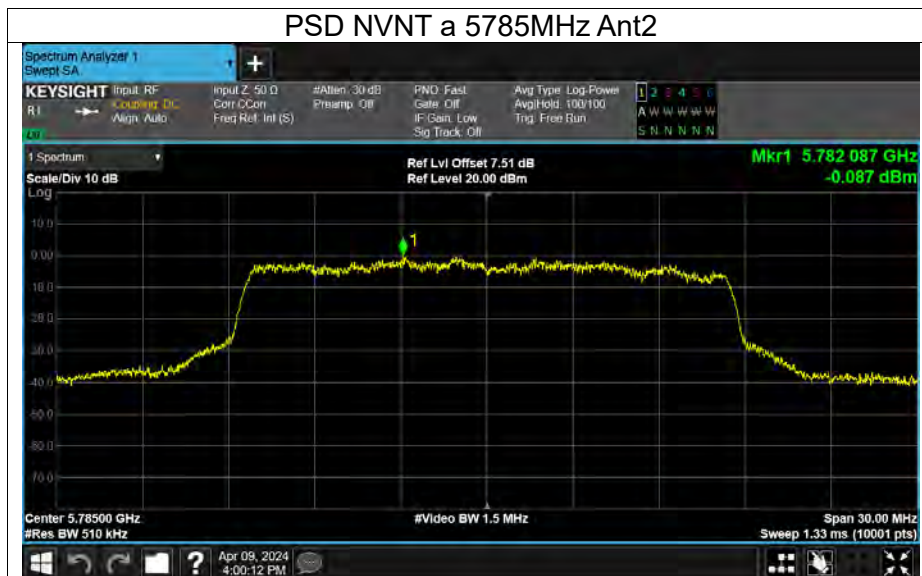 PSD NVNT a 5785MHz Ant2
Spectrum Analyzer 1
Swept SA
+
KEYSIGHT Input: RF Input Z: 50 Ω #Atten: 30 dB PNO: Fast Avg Type: Log-Power 1 2 3 4 5 6
Coupling: DC Corr CCorr Preamp: Off Gate: Off Avg|Hold: 100/100 A W W W W W
Align: Auto Freq Ref: Int (S) IF Gain: Low Trig: Free Run
Sig Track: Off S N N N N N
1 Spectrum Ref Lvl Offset 7.51 dB Mkr1 5.782 087 GHz
Scale/Div 10 dB Ref Level 20.00 dBm -0.087 dBm
Log
10.0
0.00
1
-10.0
-20.0
-30.0
-40.0
-50.0
-60.0
-70.0
Center 5.78500 GHz #Video BW 1.5 MHz Span 30.00 MHz
#Res BW 510 kHz Sweep 1.33 ms (10001 pts)
? Apr 09, 2024
4:00:12 PM